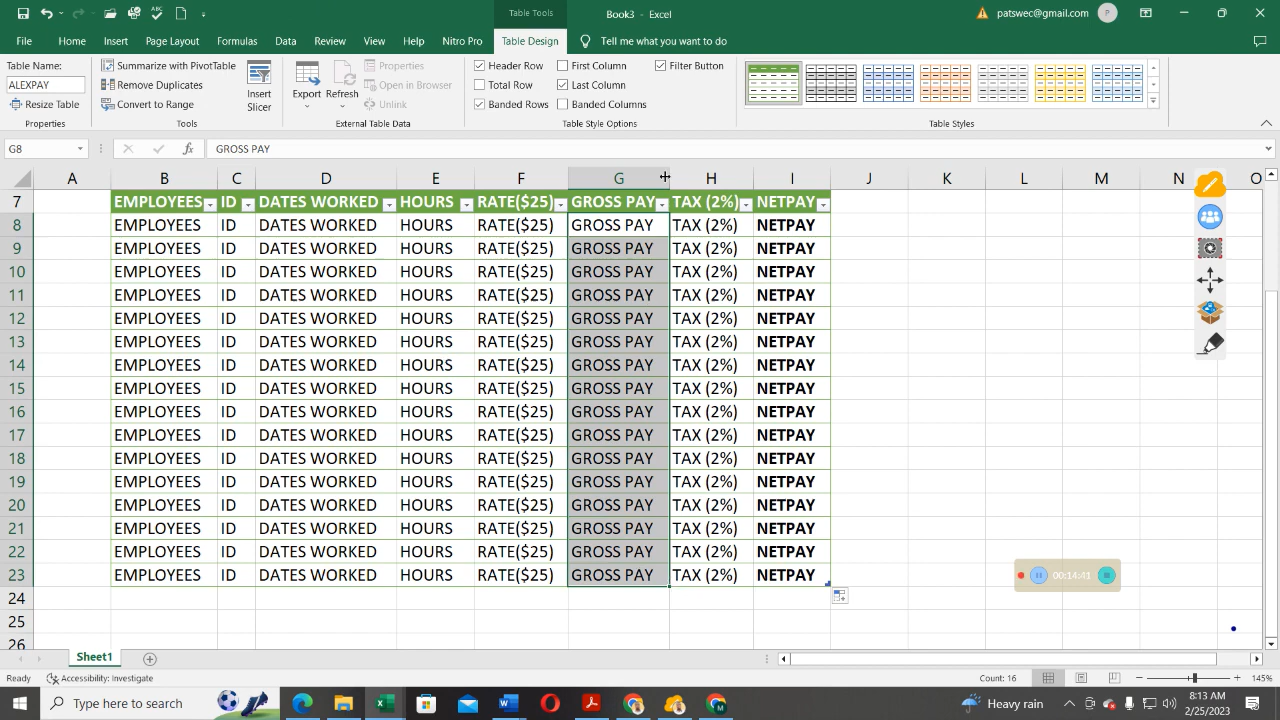 Table Tools
Book3 - Excel
patswec@gmail.com
P
File
Home
Insert
Page Layout
Formulas
Data
Review
View
Help
Nitro Pro
Table Design
Tell me what you want to do
Table Name:
ALEXPAY
Resize Table
Properties
Summarize with PivotTable
Remove Duplicates
Convert to Range
Insert
Slicer
Tools
Export
Refresh
Properties
Open in Browser
Unlink
External Table Data
Header Row
Total Row
Banded Rows
First Column
Last Column
Banded Columns
Filter Button
Table Style Options
Table Styles
G8
fx
GROSS PAY
A B C D E F G H I J K L M N O
7 EMPLOYEES ID DATES WORKED HOURS RATE($25) GROSS PAY TAX (2%) NETPAY
8 EMPLOYEES ID DATES WORKED HOURS RATE($25) GROSS PAY TAX (2%) NETPAY
9 EMPLOYEES ID DATES WORKED HOURS RATE($25) GROSS PAY TAX (2%) NETPAY
10 EMPLOYEES ID DATES WORKED HOURS RATE($25) GROSS PAY TAX (2%) NETPAY
11 EMPLOYEES ID DATES WORKED HOURS RATE($25) GROSS PAY TAX (2%) NETPAY
12 EMPLOYEES ID DATES WORKED HOURS RATE($25) GROSS PAY TAX (2%) NETPAY
13 EMPLOYEES ID DATES WORKED HOURS RATE($25) GROSS PAY TAX (2%) NETPAY
14 EMPLOYEES ID DATES WORKED HOURS RATE($25) GROSS PAY TAX (2%) NETPAY
15 EMPLOYEES ID DATES WORKED HOURS RATE($25) GROSS PAY TAX (2%) NETPAY
16 EMPLOYEES ID DATES WORKED HOURS RATE($25) GROSS PAY TAX (2%) NETPAY
17 EMPLOYEES ID DATES WORKED HOURS RATE($25) GROSS PAY TAX (2%) NETPAY
18 EMPLOYEES ID DATES WORKED HOURS RATE($25) GROSS PAY TAX (2%) NETPAY
19 EMPLOYEES ID DATES WORKED HOURS RATE($25) GROSS PAY TAX (2%) NETPAY
20 EMPLOYEES ID DATES WORKED HOURS RATE($25) GROSS PAY TAX (2%) NETPAY
21 EMPLOYEES ID DATES WORKED HOURS RATE($25) GROSS PAY TAX (2%) NETPAY
22 EMPLOYEES ID DATES WORKED HOURS RATE($25) GROSS PAY TAX (2%) NETPAY
23 EMPLOYEES ID DATES WORKED HOURS RATE($25) GROSS PAY TAX (2%) NETPAY
24
25
26
00:14:41
Sheet1
Ready
Accessibility: Investigate
Count: 16
145%
Type here to search
Heavy rain
8:13 AM
2/25/2023